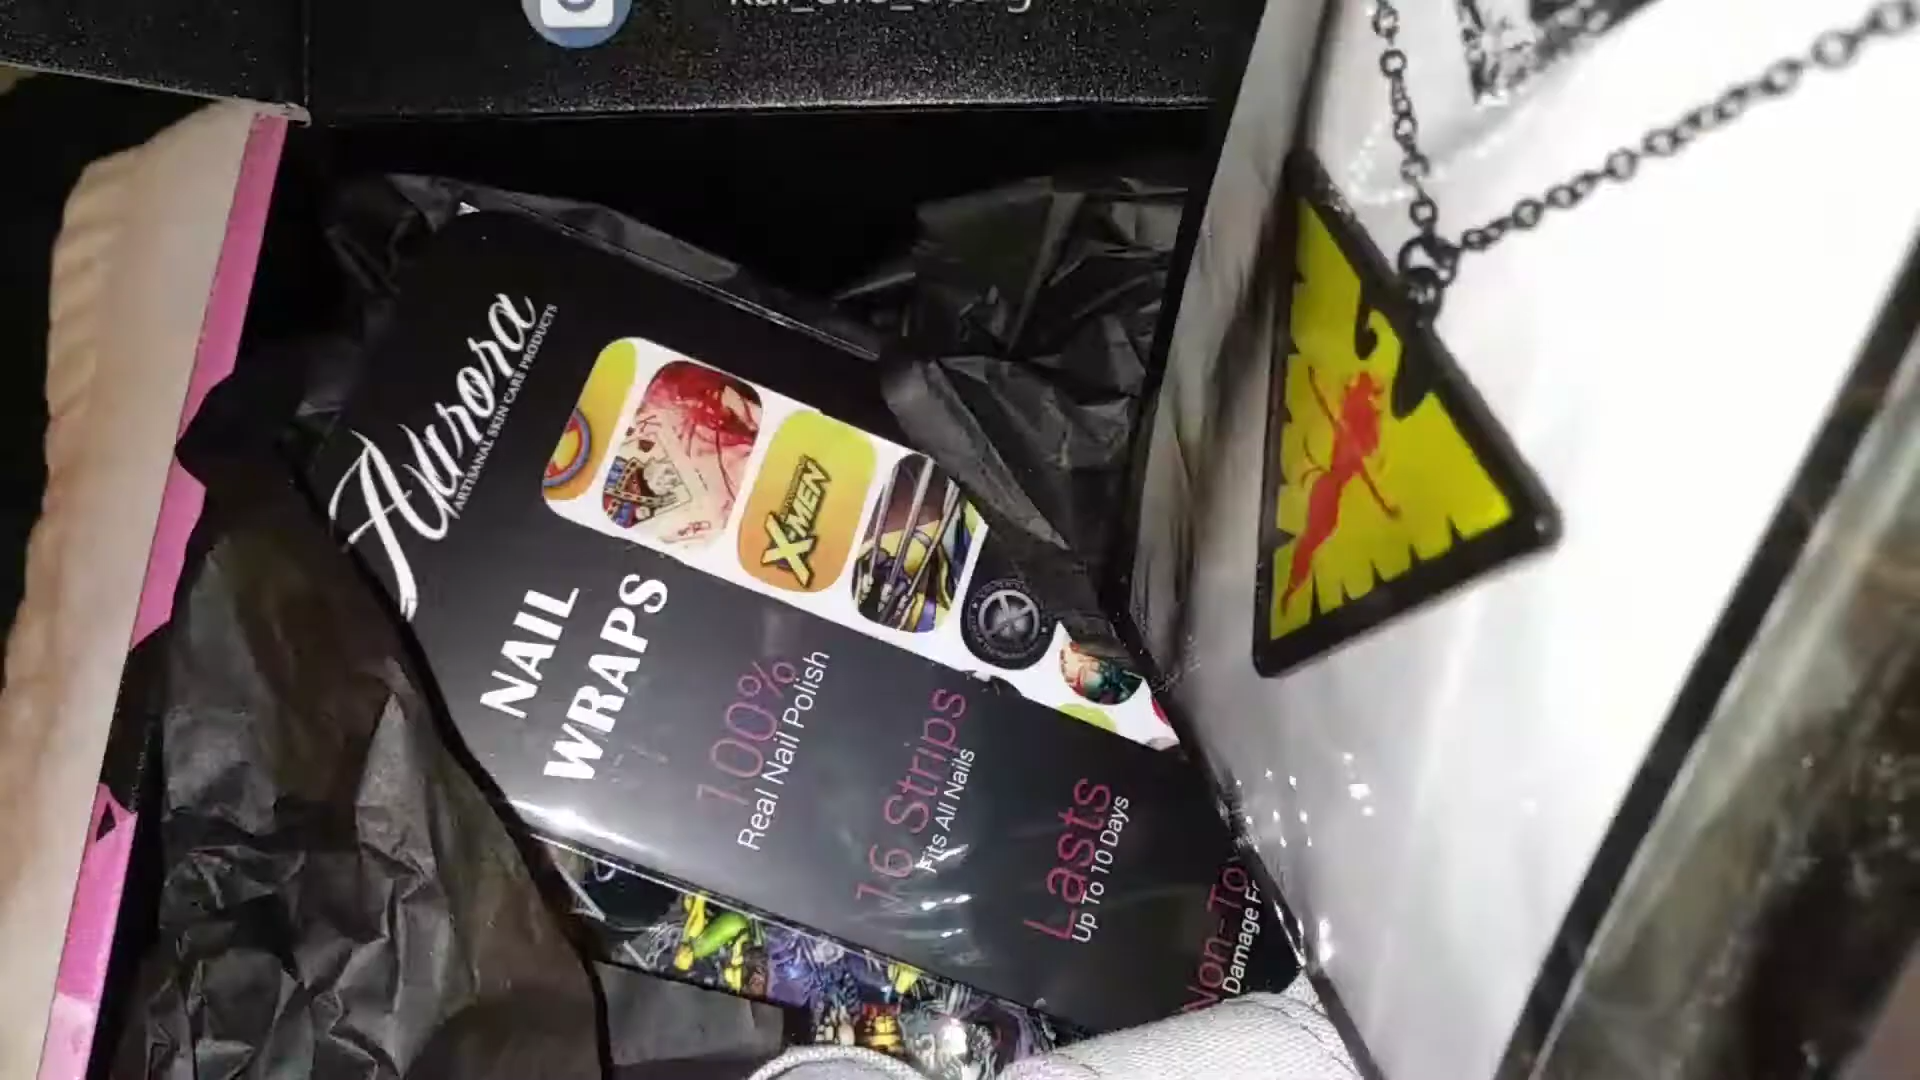 Aurora
ARTISANAL SKIN CARE PRODUCTS
X-MEN
NAIL
WRAPS
100%
Real Nail Polish
16 Strips
Fits All Nails
Lasts
Up To 10 Days
Damage